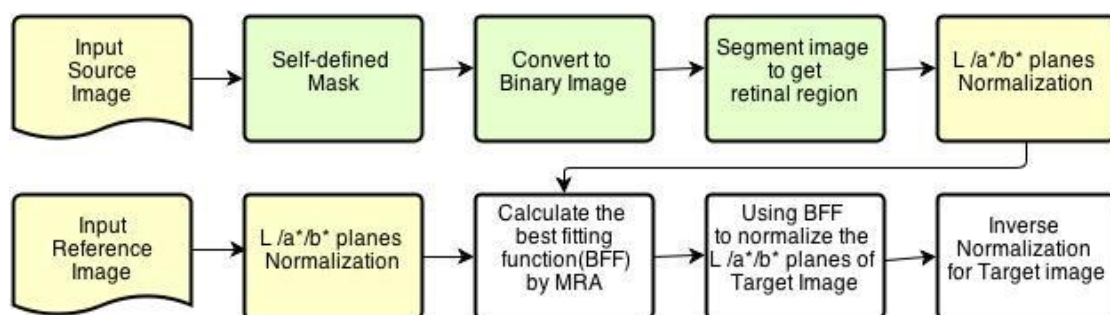 Input
Source
Image
Self-defined
Mask
Convert to
Binary Image
Segment image
to get
retinal region
L /a*/b* planes
Normalization
Input
Reference
Image
L /a*/b* planes
Normalization
Calculate the
best fitting
function(BFF)
by MRA
Using BFF
to normalize the
L /a*/b* planes of
Target Image
Inverse
Normalization
for Target image